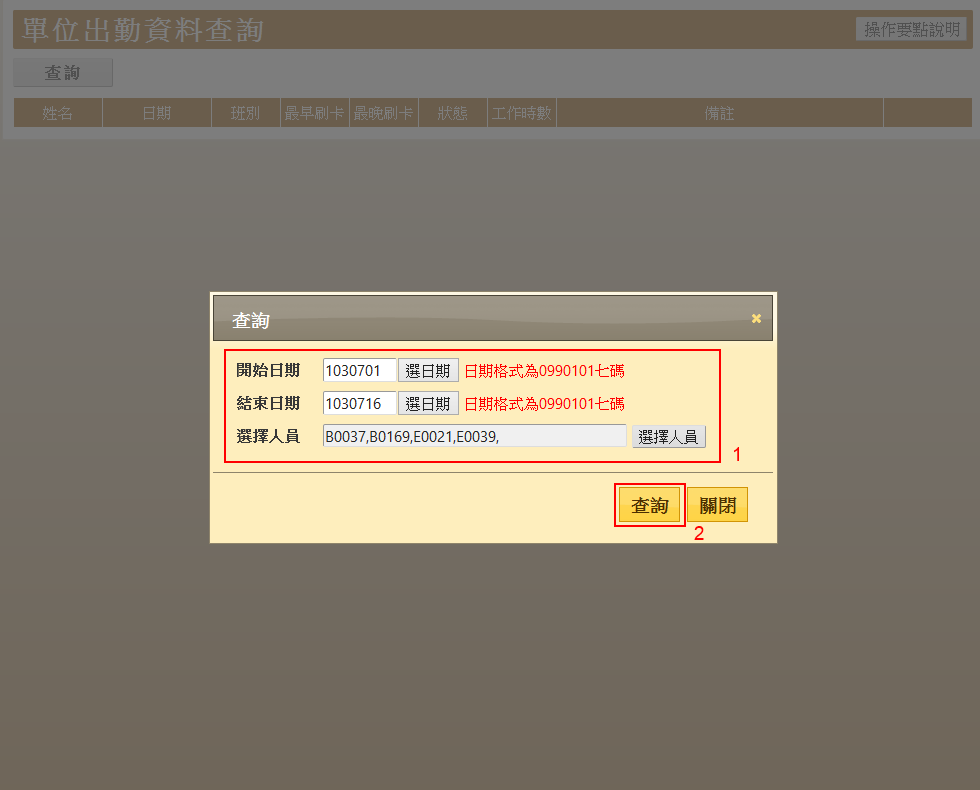 單位出勤資料查詢 操作要點說明
查詢
姓名 日期 班別 最早刷卡 最晚刷卡 狀態 工作時數 備註
查詢
開始日期 1030701 選日期 日期格式為0990101七碼
結束日期 1030716 選日期 日期格式為0990101七碼
選擇人員 B0037,B0169,E0021,E0039, 選擇人員
1
查詢 關閉
2